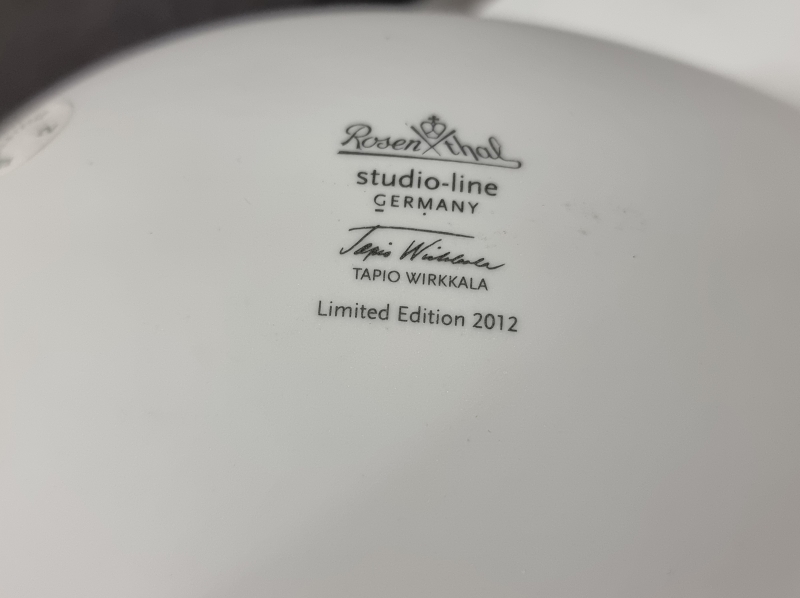 Rosenthal
studio-line
GERMANY
Tapio Wirkkala
TAPIO WIRKKALA
Limited Edition 2012